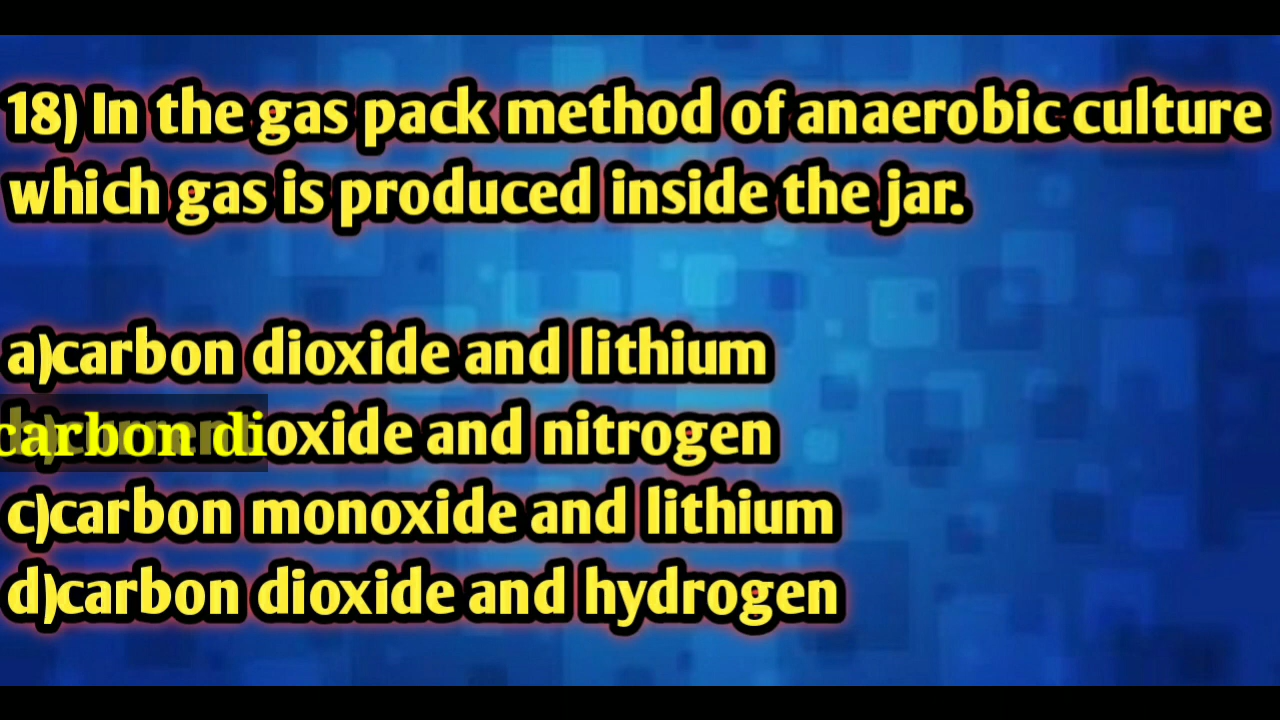 18) In the gas pack method of anaerobic culture
which gas is produced inside the jar.
a)carbon dioxide and lithium
carbon dioxide and nitrogen
c)carbon monoxide and lithium
d)carbon dioxide and hydrogen